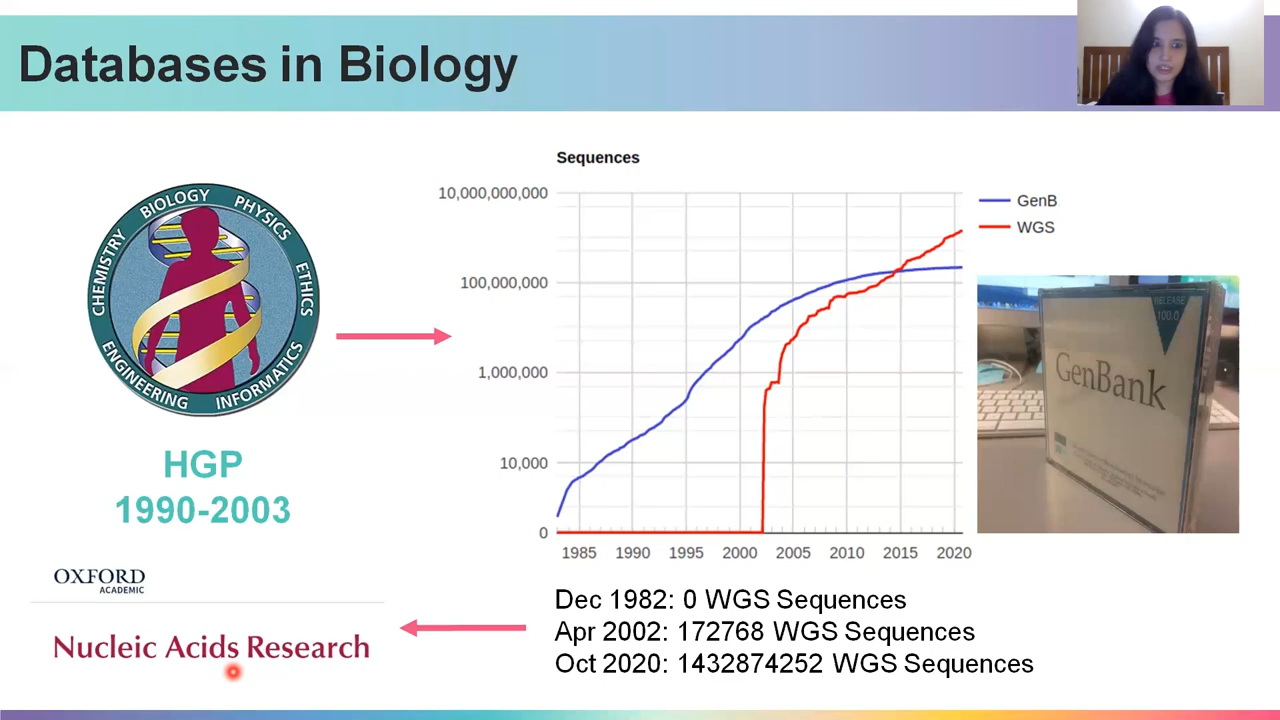 Databases in Biology
CHEMISTRY BIOLOGY PHYSICS ETHICS
ENGINEERING INFORMATICS
HGP
1990-2003
Sequences
10,000,000,000
100,000,000
1,000,000
10,000
0
1985 1990 1995 2000 2005 2010 2015 2020
GenB
WGS
RELEASE
100.0
GenBank
Dec 1982: 0 WGS Sequences
Apr 2002: 172768 WGS Sequences
Oct 2020: 1432874252 WGS Sequences
OXFORD
ACADEMIC
Nucleic Acids Research